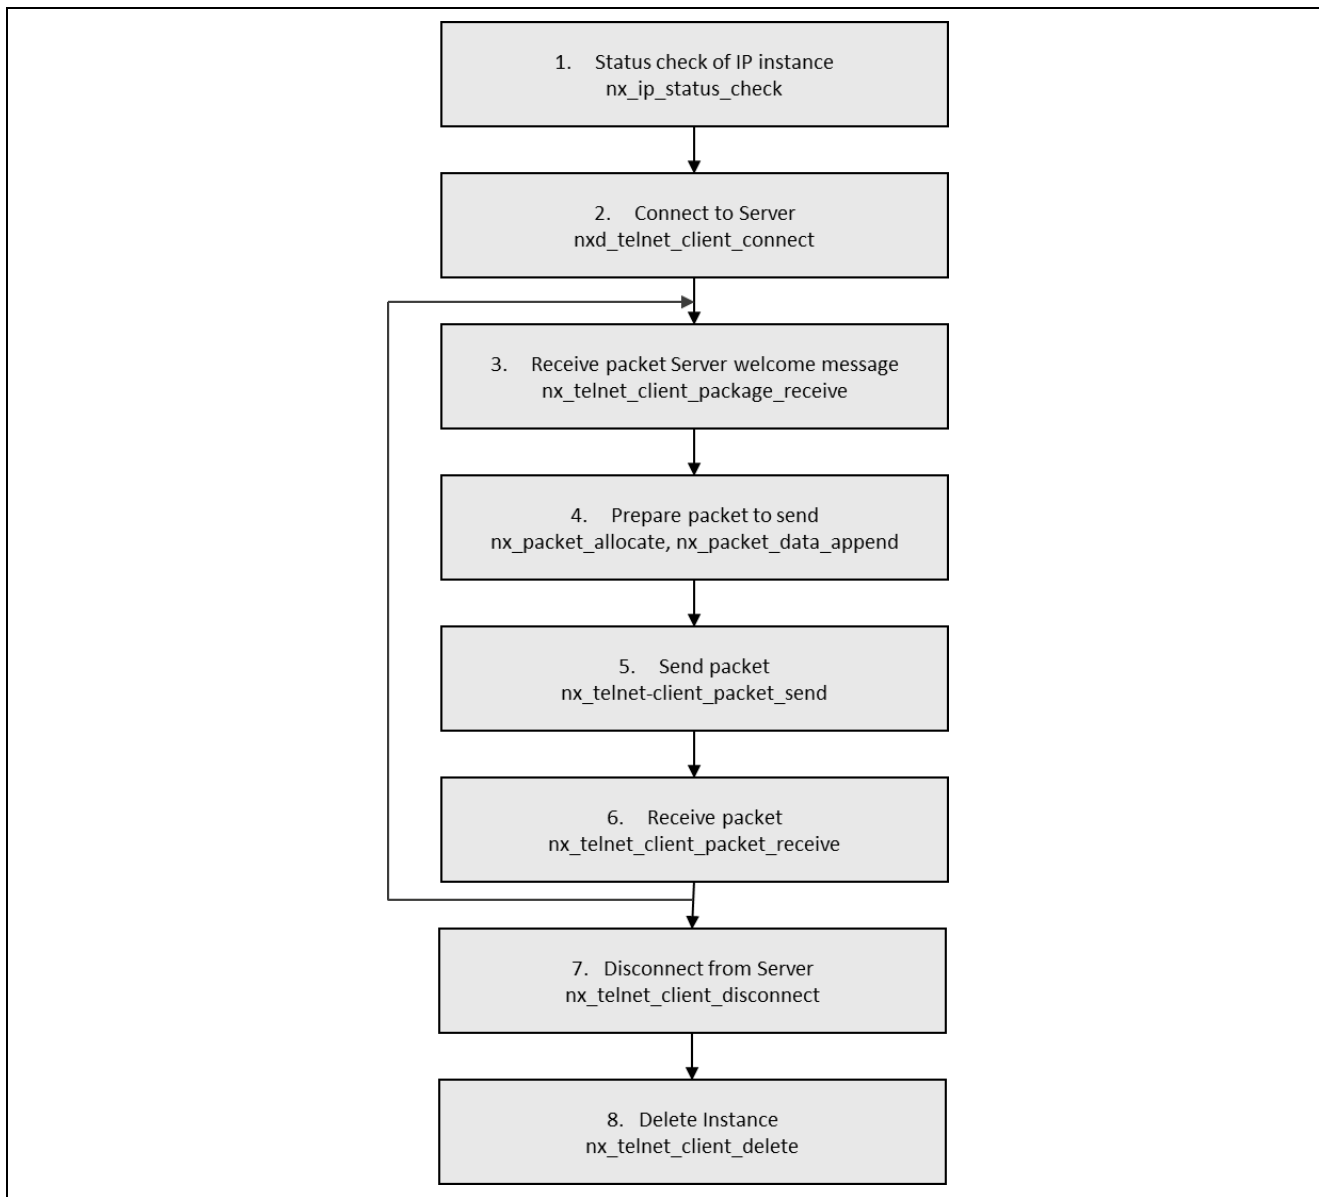 1. Status check of IP instance
nx_ip_status_check
2. Connect to Server
nxd_telnet_client_connect
3. Receive packet Server welcome message
nx_telnet_client_package_receive
4. Prepare packet to send
nx_packet_allocate, nx_packet_data_append
5. Send packet
nx_telnet-client_packet_send
6. Receive packet
nx_telnet_client_packet_receive
7. Disconnect from Server
nx_telnet_client_disconnect
8. Delete Instance
nx_telnet_client_delete